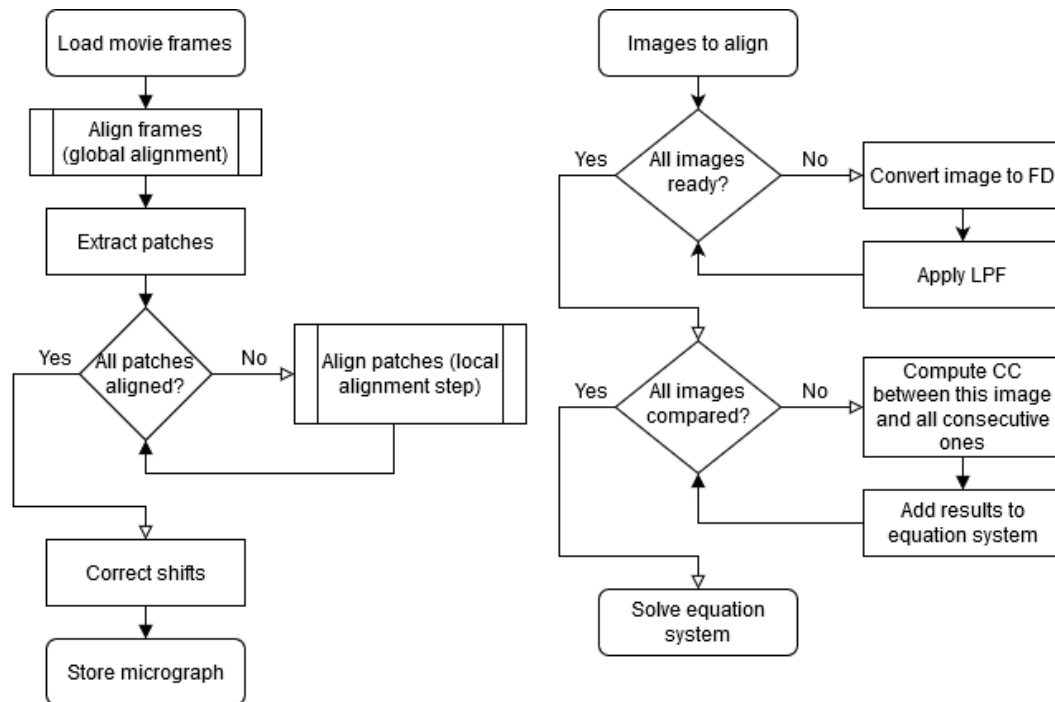 Load movie frames
Align frames
(global alignment)
Extract patches
All patches
aligned?
Yes
No
Align patches (local
alignment step)
Correct shifts
Store micrograph
Images to align
All images
ready?
Yes
No
Convert image to FD
Apply LPF
All images
compared?
Yes
No
Compute CC
between this image
and all consecutive
ones
Add results to
equation system
Solve equation
system